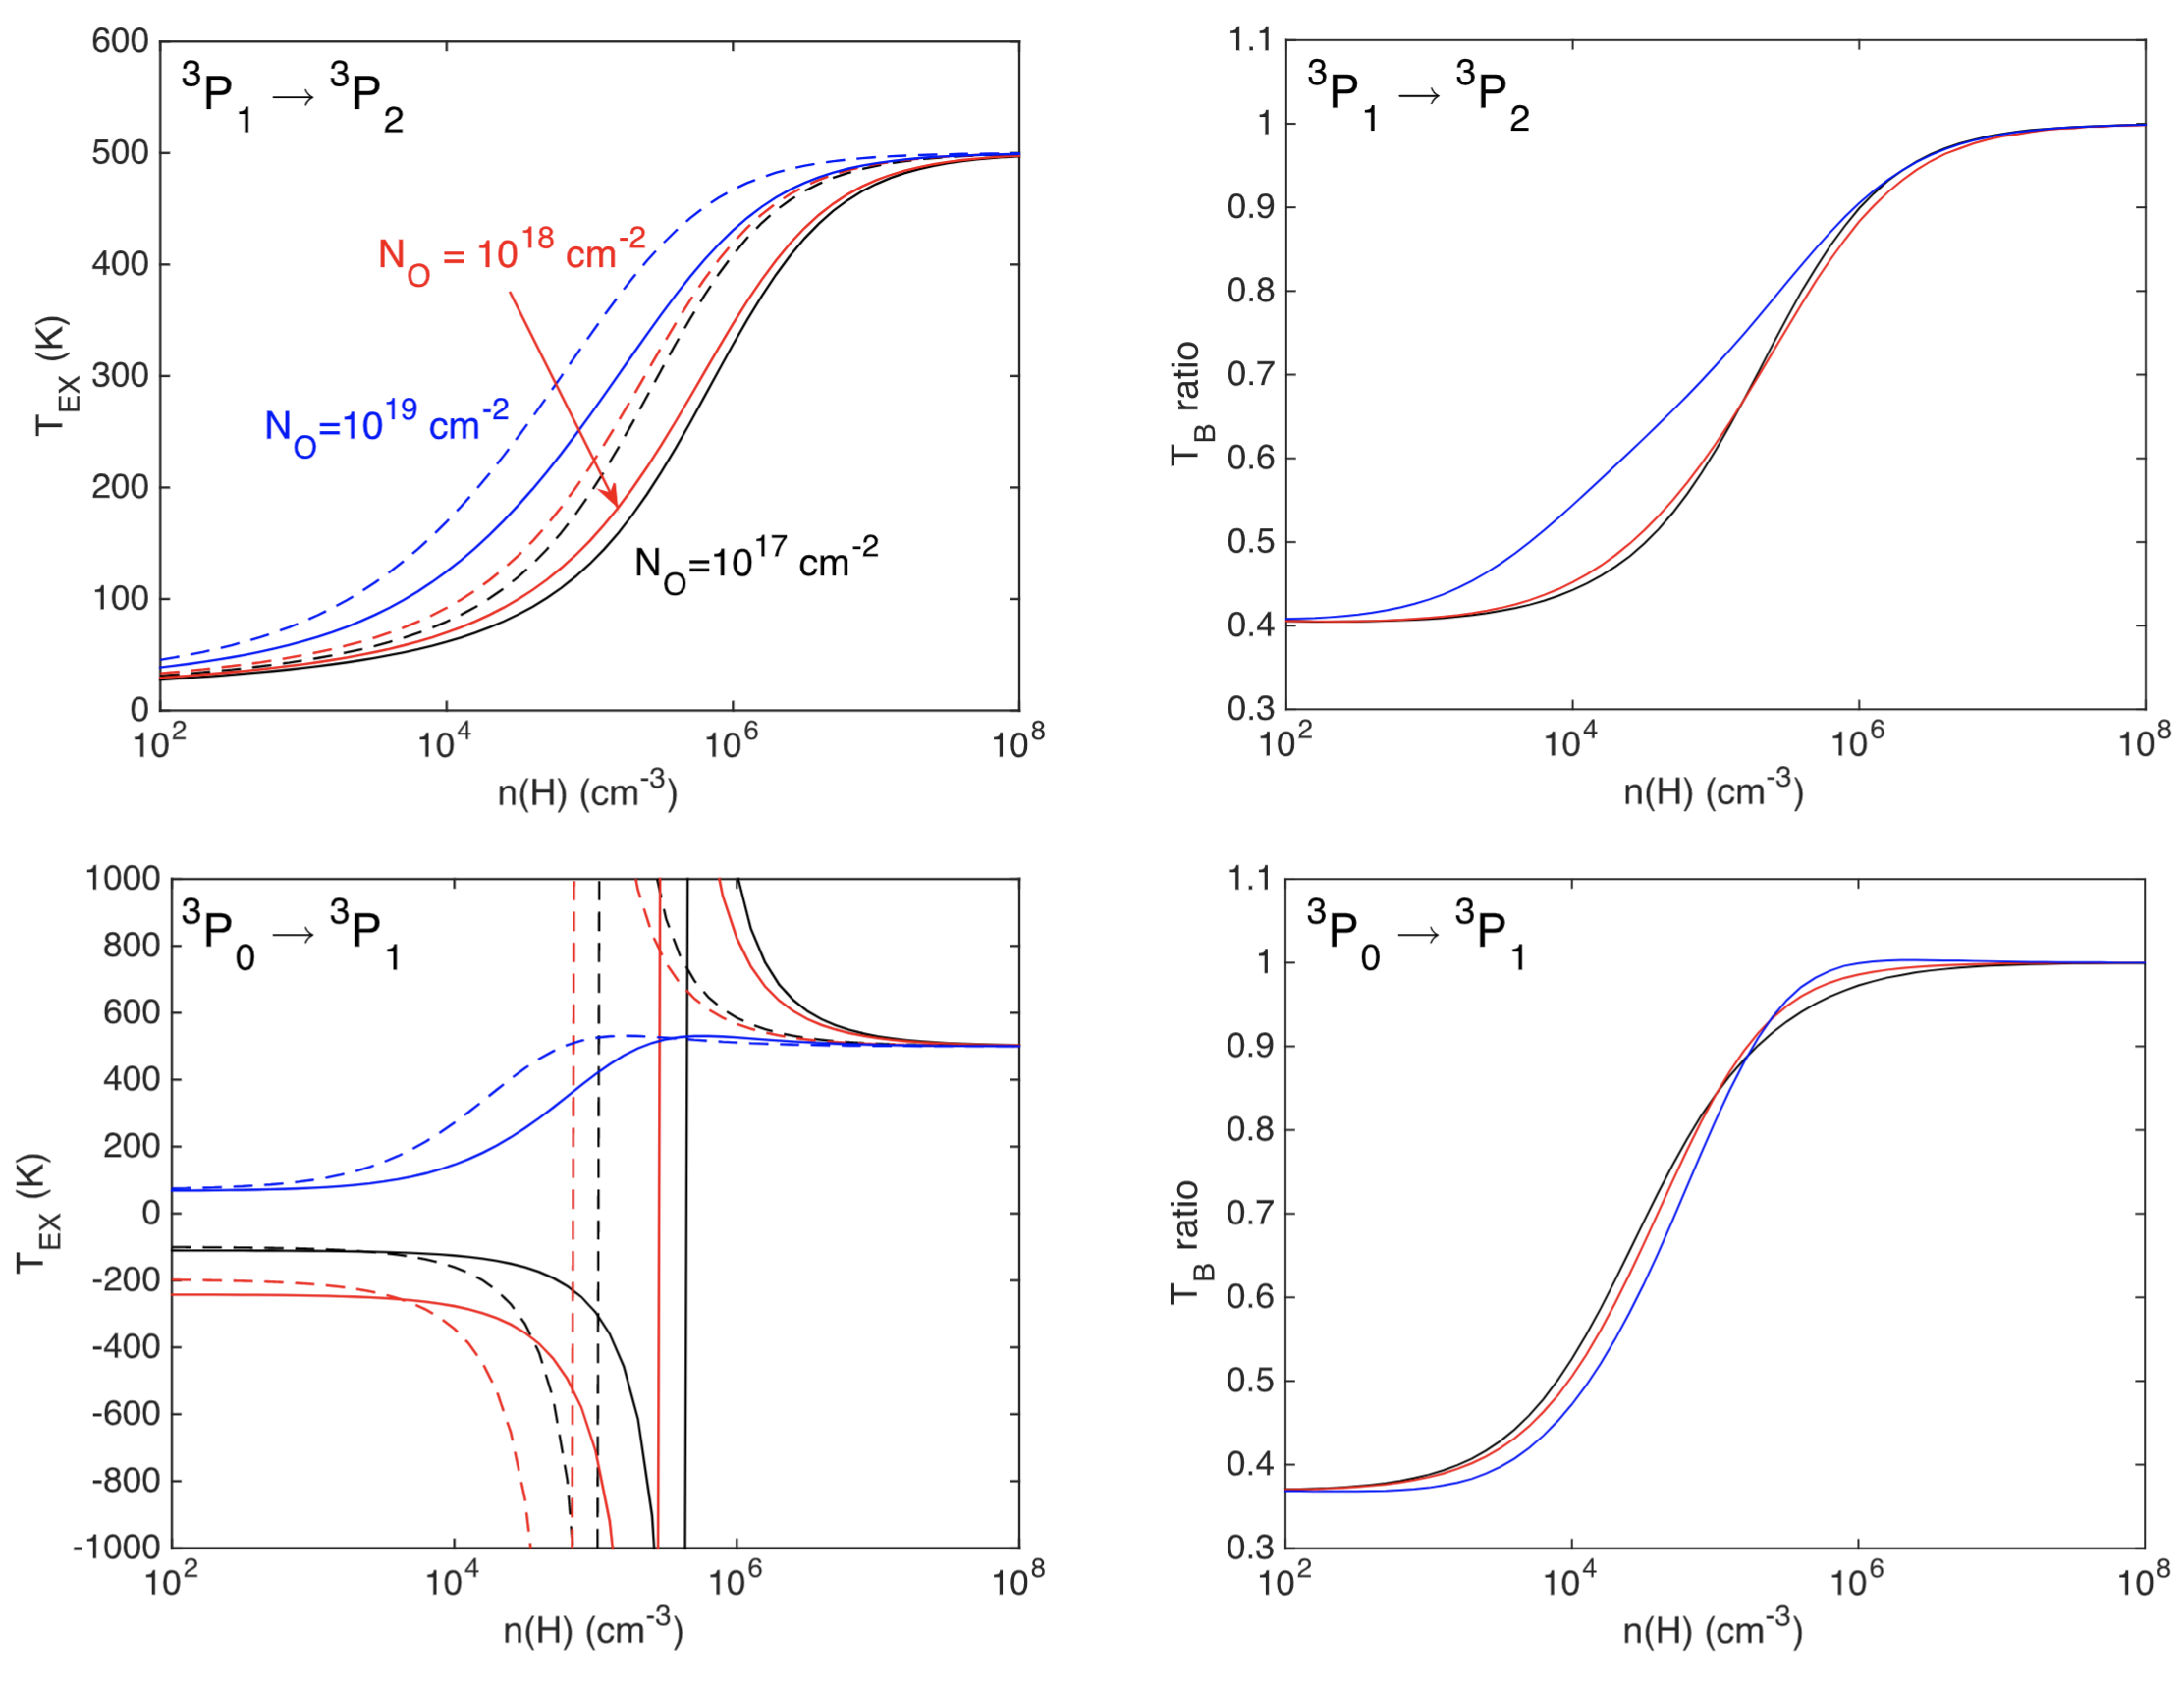 ³P₁ → ³P₂
T_EX (K)
600
500
400
300
200
100
0
N_O = 10¹⁸ cm⁻²
N_O=10¹⁹ cm⁻²
N_O=10¹⁷ cm⁻²
10² 10⁴ 10⁶ 10⁸
n(H) (cm⁻³)
³P₁ → ³P₂
T_B ratio
1.1
1
0.9
0.8
0.7
0.6
0.5
0.4
0.3
10² 10⁴ 10⁶ 10⁸
n(H) (cm⁻³)
³P₀ → ³P₁
T_EX (K)
1000
800
600
400
200
0
-200
-400
-600
-800
-1000
10² 10⁴ 10⁶ 10⁸
n(H) (cm⁻³)
³P₀ → ³P₁
T_B ratio
1.1
1
0.9
0.8
0.7
0.6
0.5
0.4
0.3
10² 10⁴ 10⁶ 10⁸
n(H) (cm⁻³)